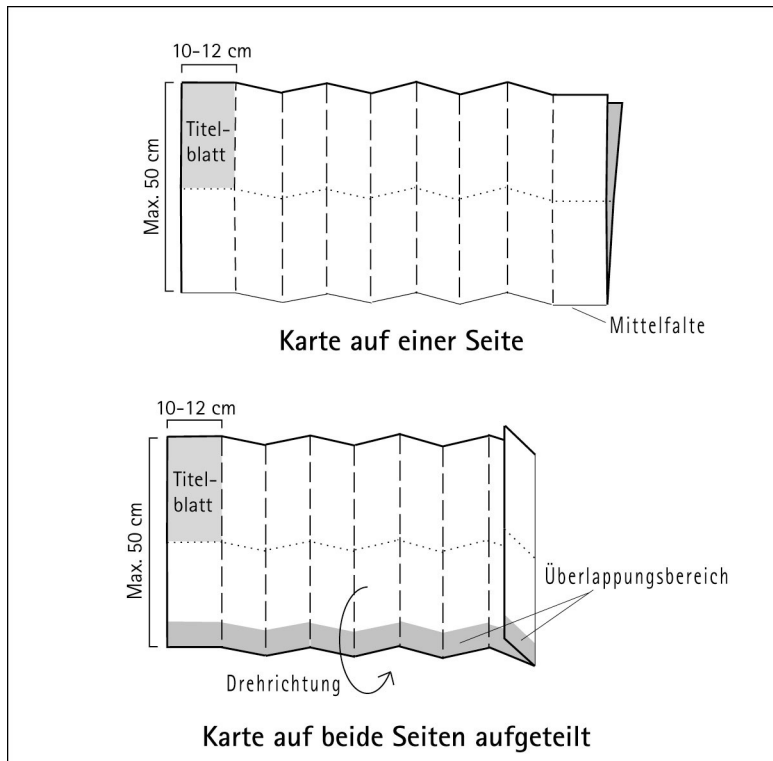 10-12 cm
Titel-
blatt
Max. 50 cm
Mittelfalte
Karte auf einer Seite
10-12 cm
Titel-
blatt
Max. 50 cm
Überlappungsbereich
Drehrichtung
Karte auf beide Seiten aufgeteilt